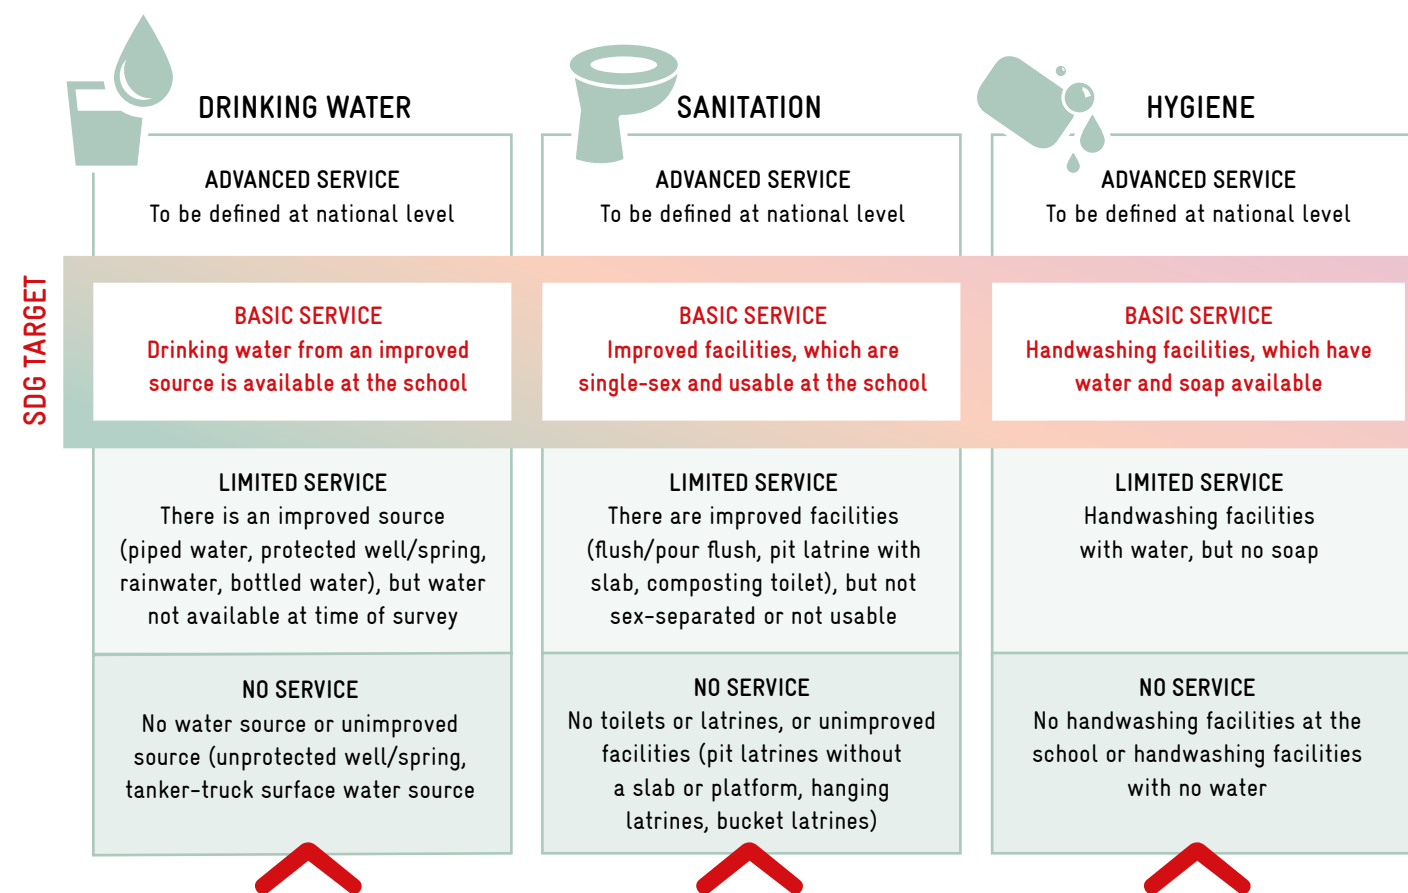 DRINKING WATER
ADVANCED SERVICE
To be defined at national level
BASIC SERVICE
Drinking water from an improved
source is available at the school
LIMITED SERVICE
There is an improved source
(piped water, protected well/spring,
rainwater, bottled water), but water
not available at time of survey
NO SERVICE
No water source or unimproved
source (unprotected well/spring,
tanker-truck surface water source
SANITATION
ADVANCED SERVICE
To be defined at national level
BASIC SERVICE
Improved facilities, which are
single-sex and usable at the school
LIMITED SERVICE
There are improved facilities
(flush/pour flush, pit latrine with
slab, composting toilet), but not
sex-separated or not usable
NO SERVICE
No toilets or latrines, or unimproved
facilities (pit latrines without
a slab or platform, hanging
latrines, bucket latrines)
HYGIENE
ADVANCED SERVICE
To be defined at national level
BASIC SERVICE
Handwashing facilities, which have
water and soap available
LIMITED SERVICE
Handwashing facilities
with water, but no soap
NO SERVICE
No handwashing facilities at the
school or handwashing facilities
with no water
SDG TARGET